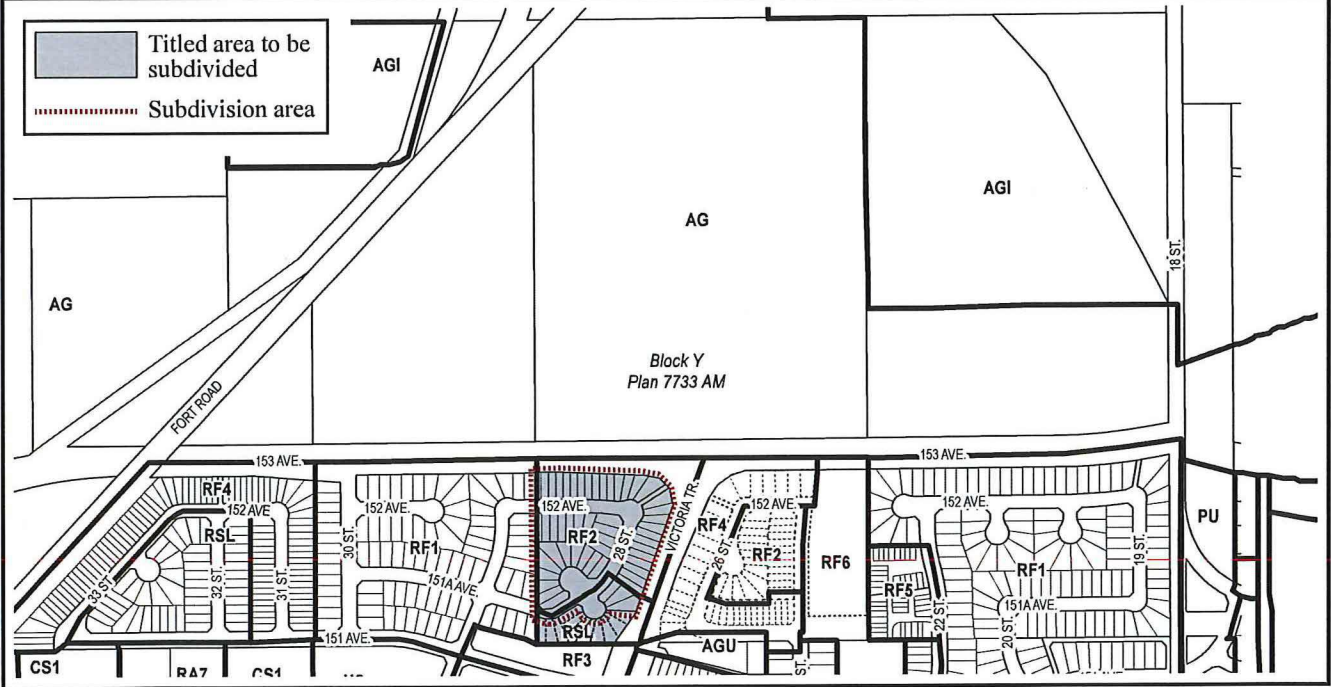 Titled area to be
subdivided
Subdivision area
AGI
AG
AGI
18 ST.
AG
Block Y
Plan 7733 AM
FORT ROAD
153 AVE.
153 AVE.
RF4
152 AVE
RSL
33 ST.
32 ST.
31 ST.
30 ST.
152 AVE.
RF1
151A AVE.
151 AVE.
152 AVE.
RF2
28 ST.
RSL
VICTORIA TR.
RF4
152 AVE.
26 ST.
RF2
RF6
RF5
22 ST.
152 AVE.
RF1
19 ST.
151A AVE.
20 ST.
PU
CS1
RA7
CS1
RF3
AGU
ST.